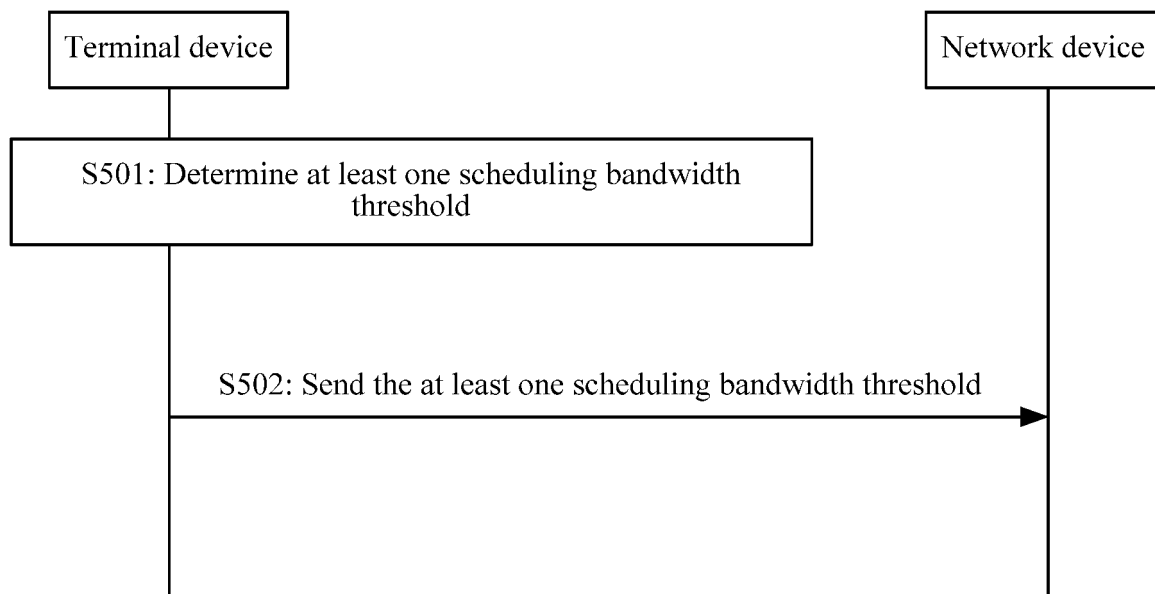 Terminal device
Network device
S501: Determine at least one scheduling bandwidth
threshold
S502: Send the at least one scheduling bandwidth threshold